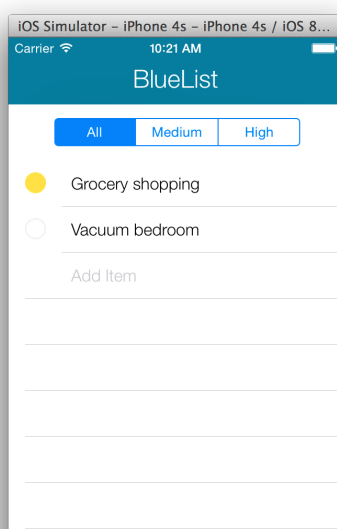 iOS Simulator – iPhone 4s – iPhone 4s / iOS 8...
Carrier 10:21 AM
BlueList
All Medium High
Grocery shopping
Vacuum bedroom
Add Item